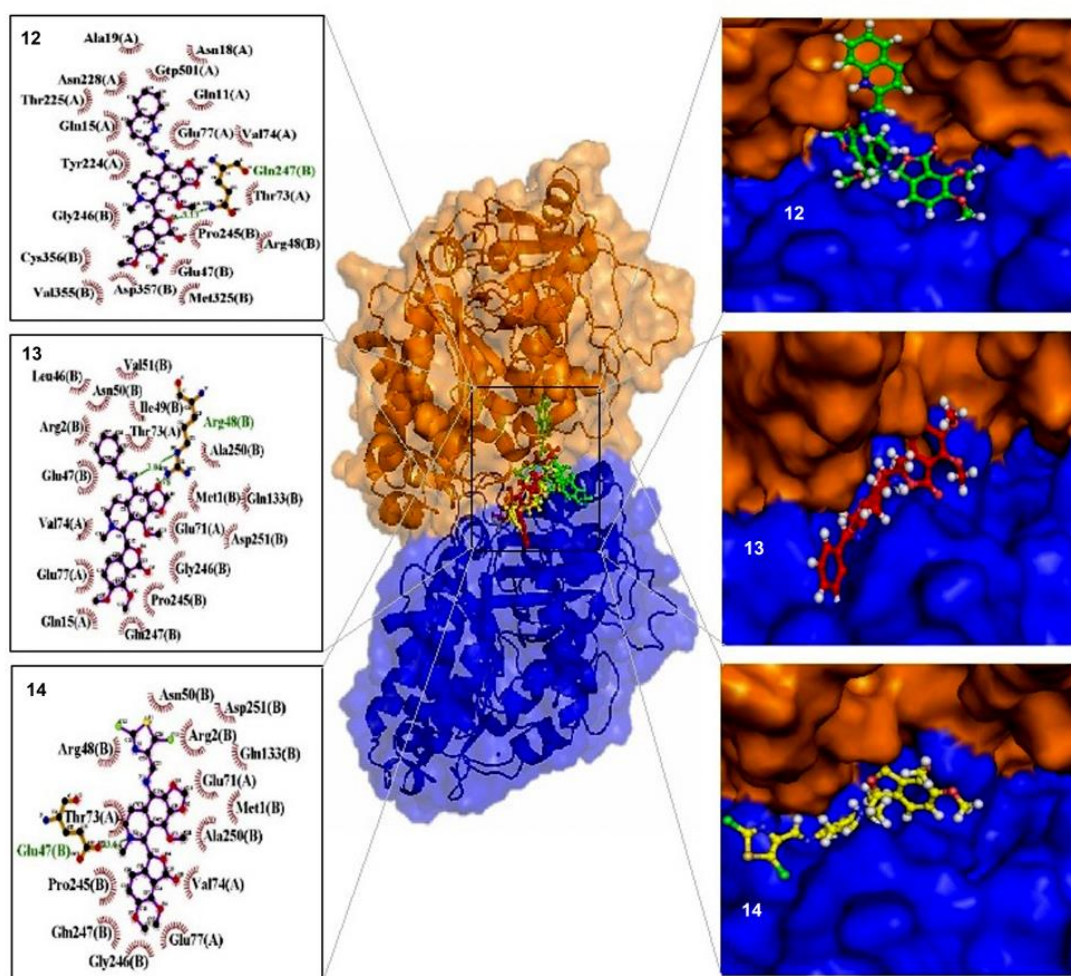 12
Ala19(A)
Asn18(A)
Gtp501(A)
Asn228(A)
Thr225(A)
Gln11(A)
Gln15(A)
Glu77(A)
Val74(A)
Tyr224(A)
Gln247(B)
Thr73(A)
Gly246(B)
Pro245(B)
Arg48(B)
Cys356(B)
Glu47(B)
Val355(B)
Asp357(B)
Met325(B)
12
13
Val51(B)
Leu46(B)
Asn50(B)
Ile49(B)
Arg48(B)
Arg2(B)
Thr73(A)
Ala250(B)
Glu47(B)
Met1(B)
Gln133(B)
Val74(A)
Glu71(A)
Asp251(B)
Glu77(A)
Gly246(B)
Pro245(B)
Gln15(A)
Gln247(B)
13
14
Asn50(B)
Asp251(B)
Arg48(B)
Arg2(B)
Gln133(B)
Glu71(A)
Thr73(A)
Met1(B)
Glu47(B)
Ala250(B)
Pro245(B)
Val74(A)
Gln247(B)
Glu77(A)
Gly246(B)
14